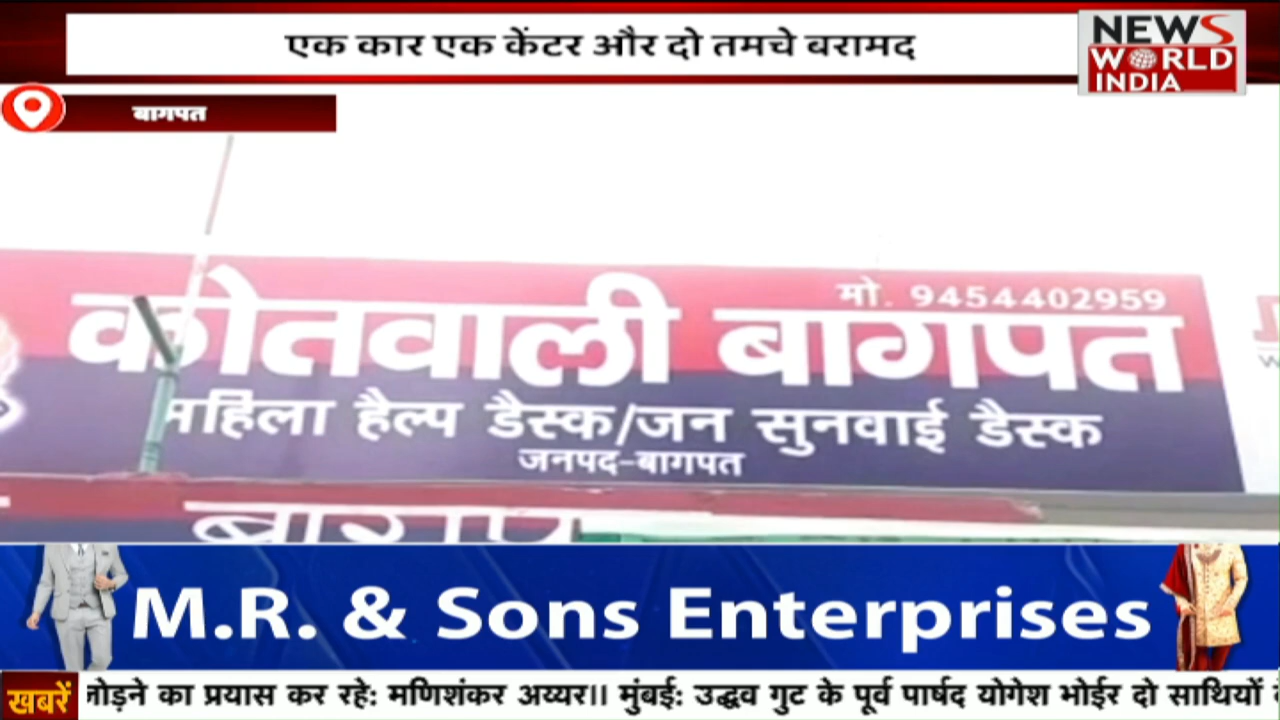 एक कार एक केंटर और दो तमचे बरामद
NEWS
WORLD
INDIA
बागपत
मो. 9454402959
कोतवाली बागपत
महिला हैल्प डैस्क/जन सुनवाई डैस्क
जनपद-बागपत
M.R. & Sons Enterprises
खबरें
जोड़ने का प्रयास कर रहे: मणिशंकर अय्यर।। मुंबई: उद्धव गुट के पूर्व पार्षद योगेश भोईर दो साथियों